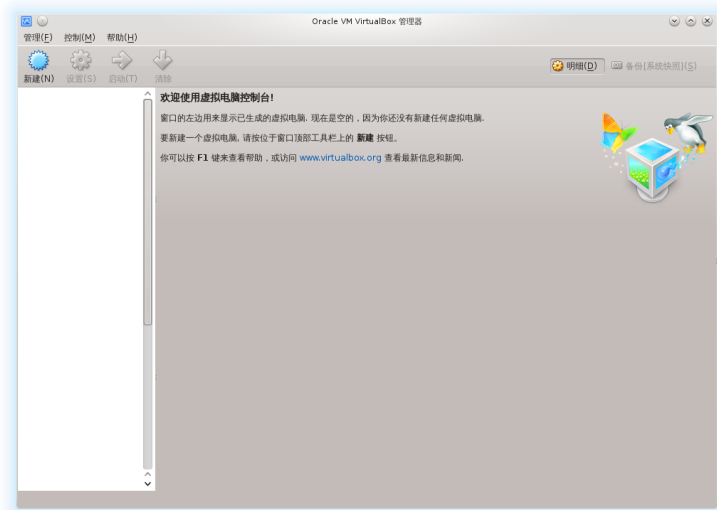 Oracle VM VirtualBox 管理器
管理(F) 控制(M) 帮助(H)
新建(N) 设置(S) 启动(T) 清除
明细(D) 备份[系统快照](S)
欢迎使用虚拟电脑控制台!
窗口的左边用来显示已生成的虚拟电脑. 现在是空的，因为你还没有新建任何虚拟电脑.
要新建一个虚拟电脑, 请按位于窗口顶部工具栏上的 新建 按钮。
你可以按 F1 键来查看帮助，或访问 www.virtualbox.org 查看最新信息和新闻.